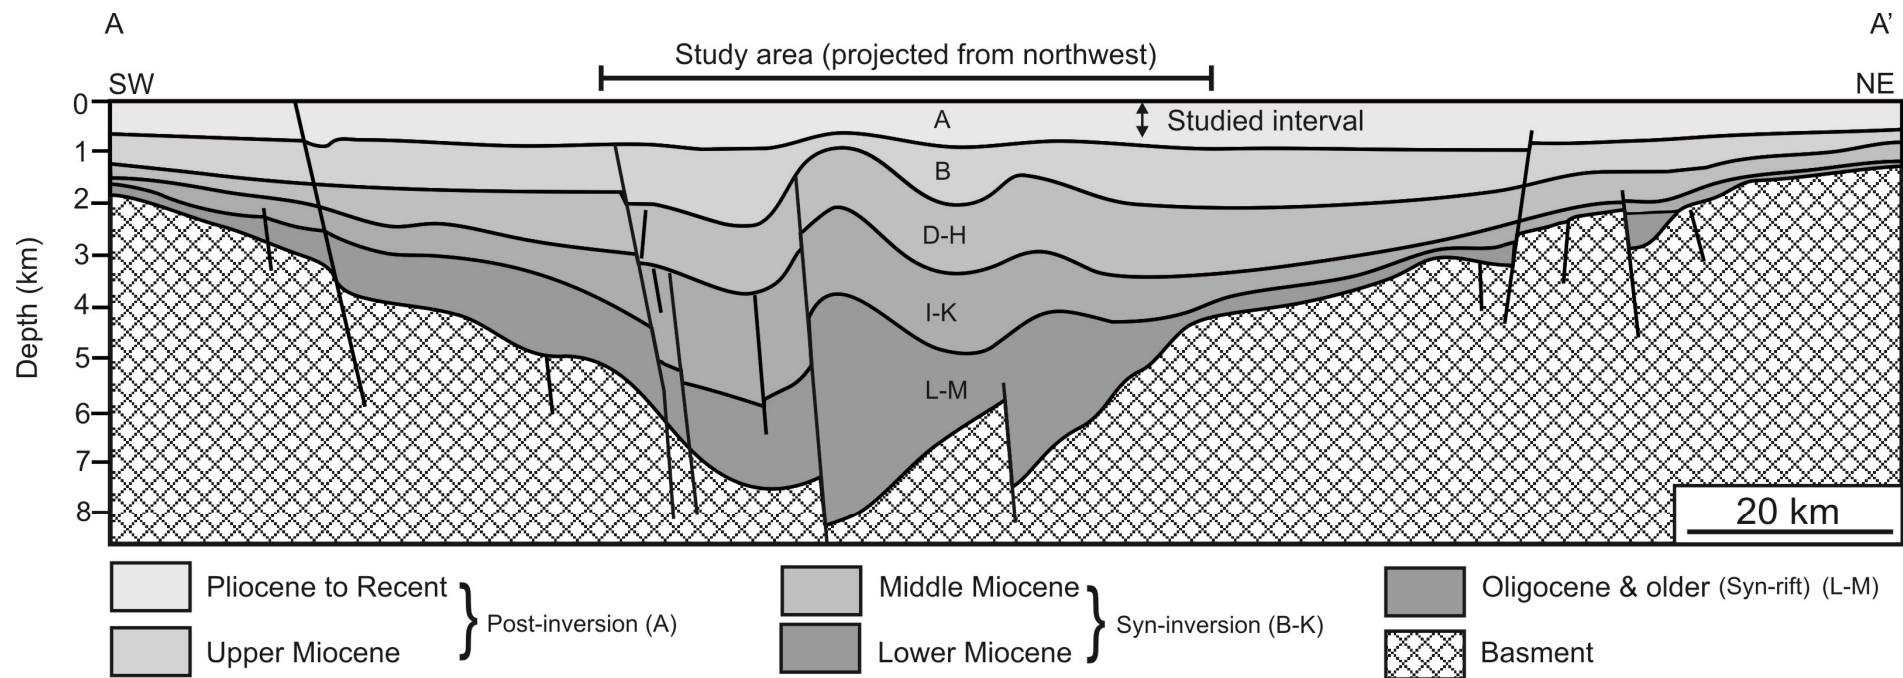 A A’
Study area (projected from northwest)
SW NE
0
A
Studied interval
1
B
2
D-H
3
Depth (km)
4
I-K
5
L-M
6
7
8
20 km
Pliocene to Recent
Upper Miocene
Post-inversion (A)
Middle Miocene
Lower Miocene
Syn-inversion (B-K)
Oligocene & older (Syn-rift) (L-M)
Basment